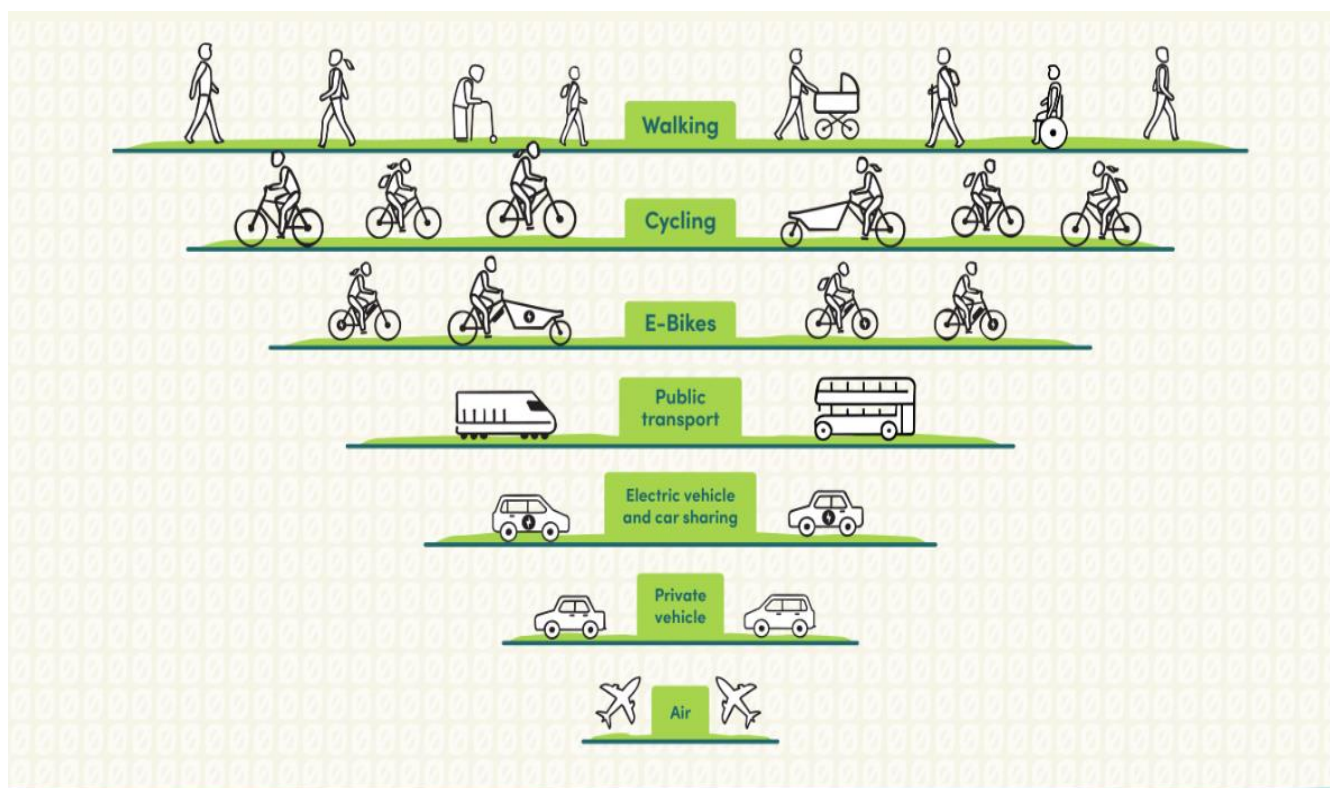 Walking
Cycling
E-Bikes
Public
transport
Electric vehicle
and car sharing
Private
vehicle
Air